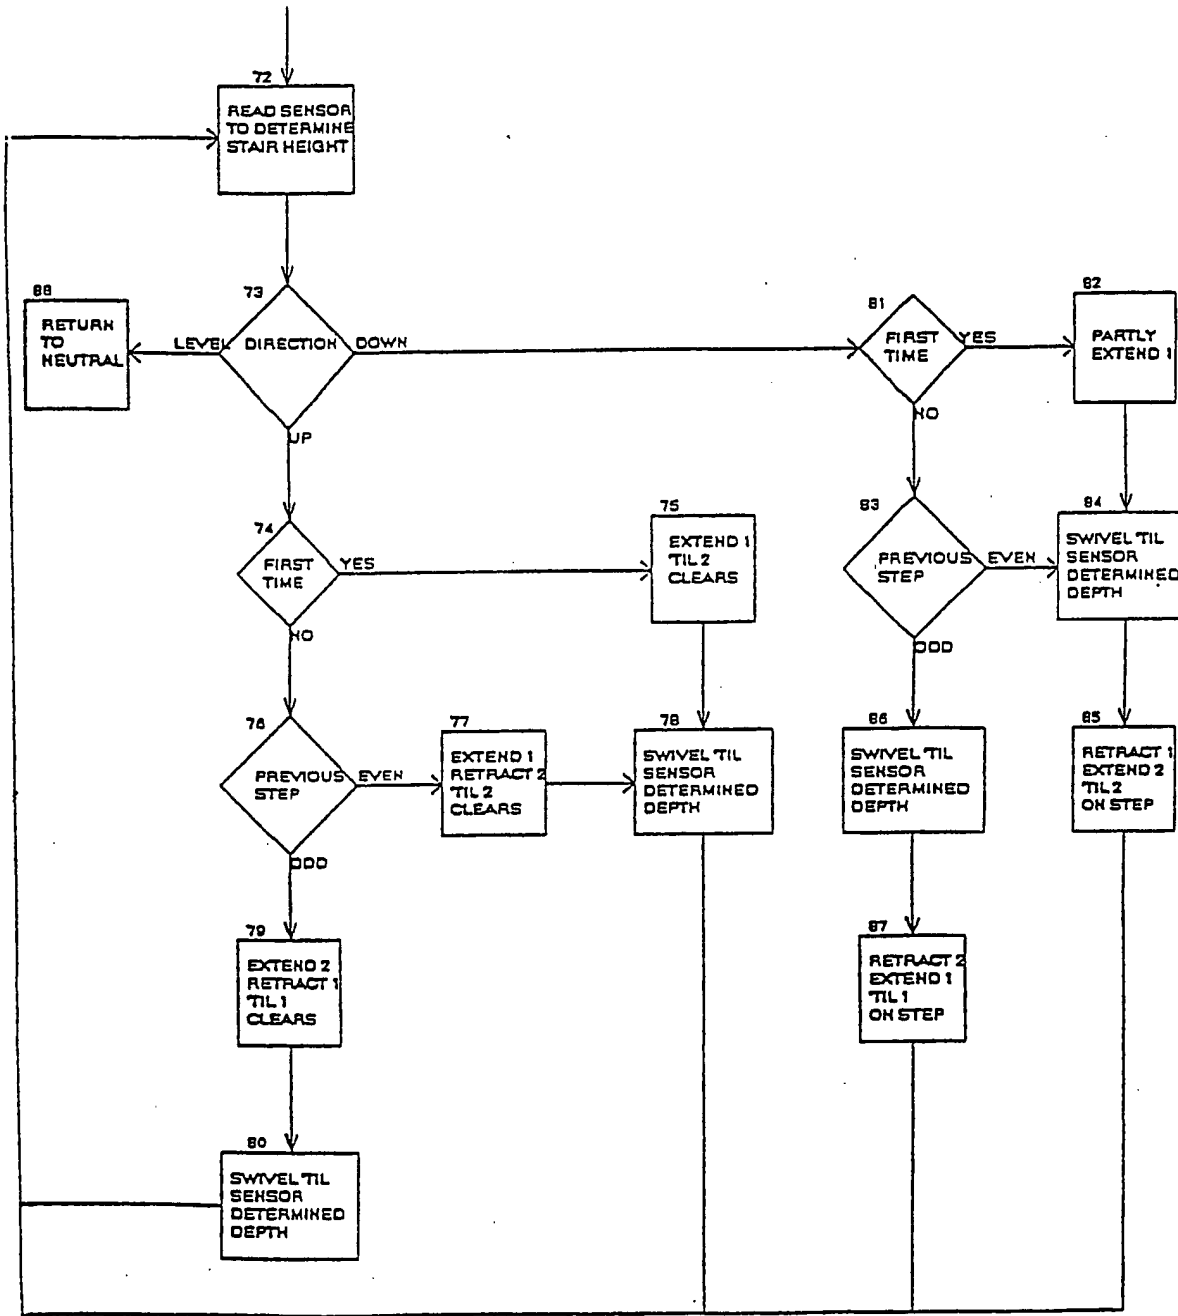 72
READ SENSOR
TO DETERMINE
STAIR HEIGHT
88
RETURN
TO
NEUTRAL
73
LEVEL
DIRECTION
DOWN
UP
81
FIRST
TIME
YES
NO
82
PARTLY
EXTEND 1
74
FIRST
TIME
YES
NO
75
EXTEND 1
TIL 2
CLEARS
83
PREVIOUS
STEP
EVEN
ODD
84
SWIVEL 'TIL
SENSOR
DETERMINED
DEPTH
76
PREVIOUS
STEP
EVEN
ODD
77
EXTEND 1
RETRACT 2
'TIL 2
CLEARS
78
SWIVEL 'TIL
SENSOR
DETERMINED
DEPTH
86
SWIVEL 'TIL
SENSOR
DETERMINED
DEPTH
85
RETRACT 1
EXTEND 2
'TIL 2
ON STEP
79
EXTEND 2
RETRACT 1
'TIL 1
CLEARS
87
RETRACT 2
EXTEND 1
'TIL 1
ON STEP
80
SWIVEL 'TIL
SENSOR
DETERMINED
DEPTH